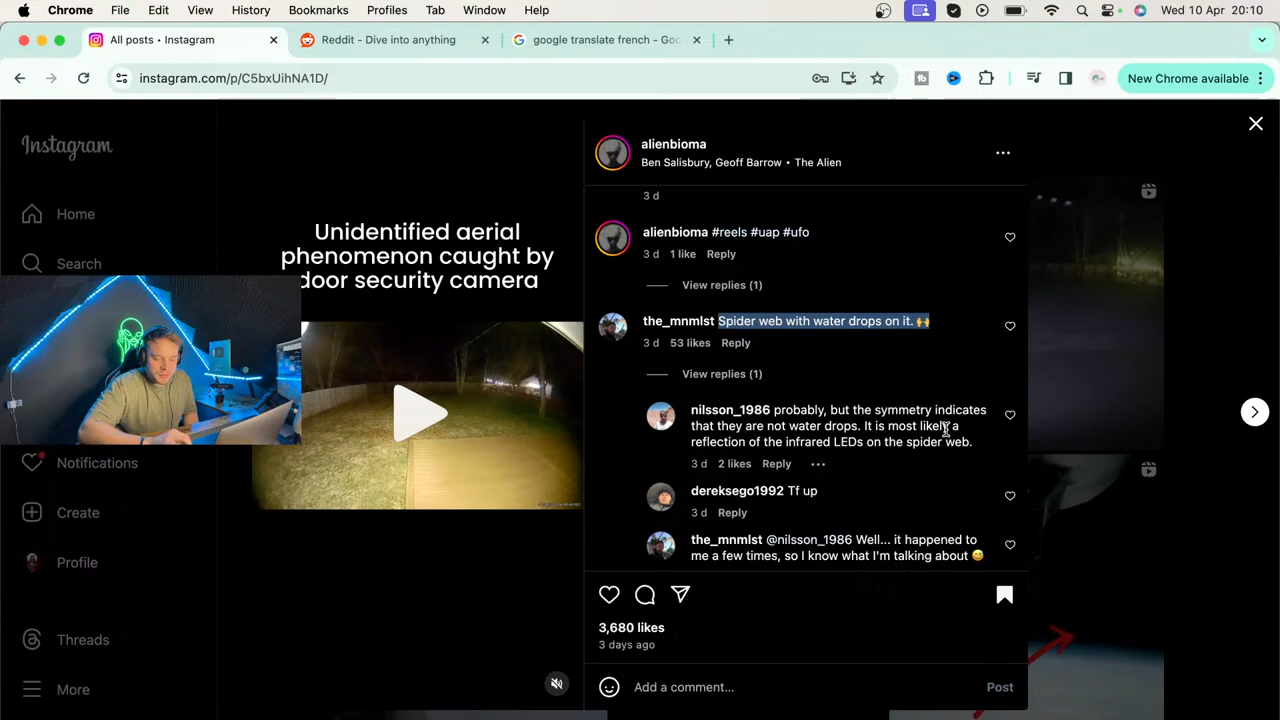 Chrome File Edit View History Bookmarks Profiles Tab Window Help Wed 10 Apr 20:10
All posts • Instagram
Reddit - Dive into anything
google translate french - Goo
instagram.com/p/C5bxUihNA1D/
New Chrome available
Instagram
Home
Search
Notifications
Create
Profile
Threads
More
Unidentified aerial
phenomenon caught by
door security camera
alienbioma
Ben Salisbury, Geoff Barrow • The Alien
3 d
alienbioma #reels #uap #ufo
3 d 1 like Reply
View replies (1)
the_mnmlst Spider web with water drops on it. 🙌
3 d 53 likes Reply
View replies (1)
nilsson_1986 probably, but the symmetry indicates
that they are not water drops. It is most likely a
reflection of the infrared LEDs on the spider web.
3 d 2 likes Reply
dereksego1992 Tf up
3 d Reply
the_mnmlst @nilsson_1986 Well... it happened to
me a few times, so I know what I'm talking about 😅
3,680 likes
3 days ago
Add a comment...
Post